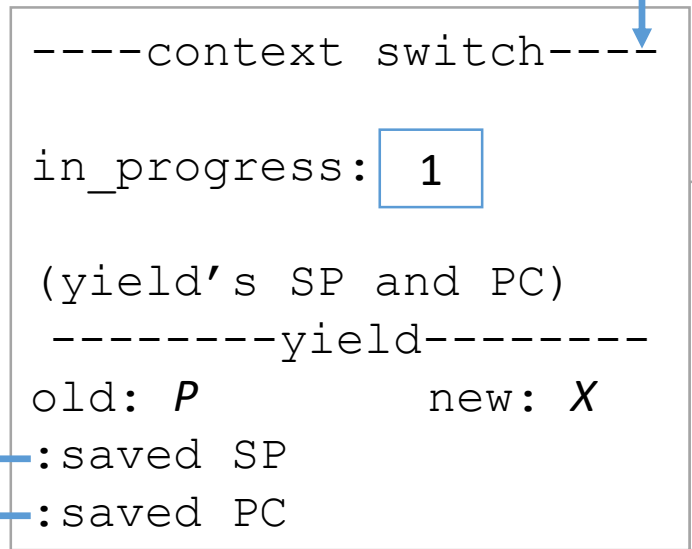 ----context switch----
in_progress: 1
(yield's SP and PC)
--------yield--------
old: P new: X
:saved SP
:saved PC